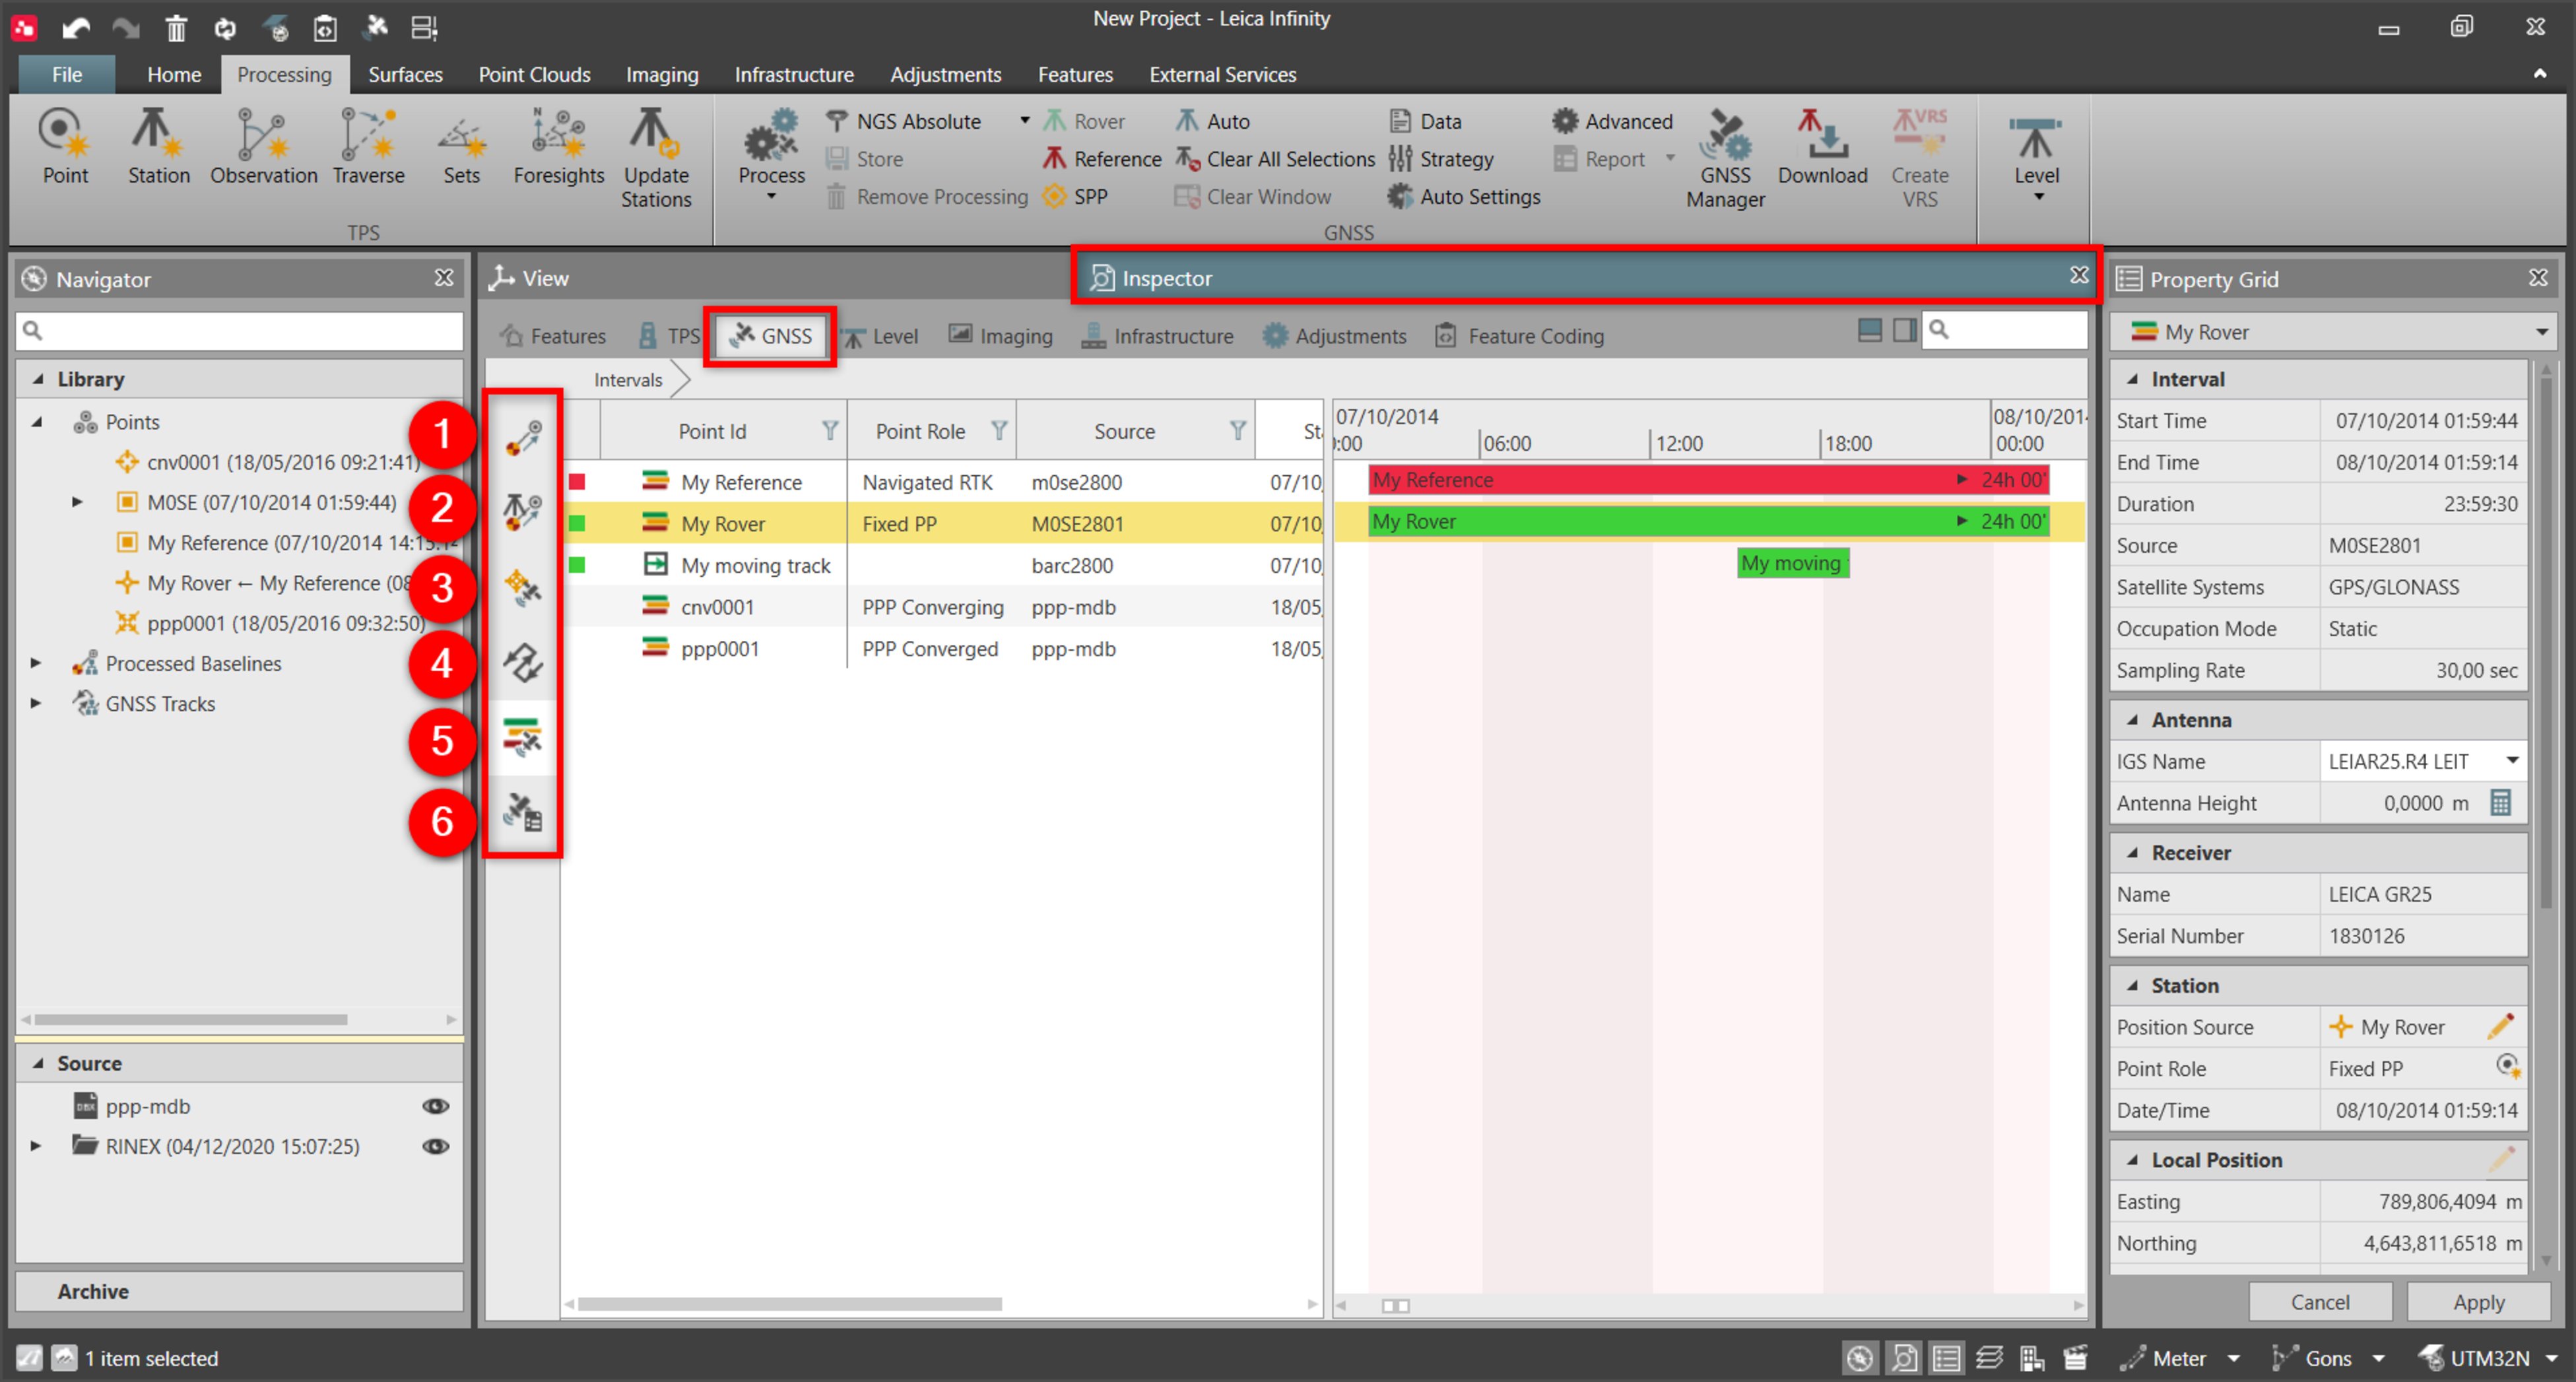 New Project - Leica Infinity
File Home Processing Surfaces Point Clouds Imaging Infrastructure Adjustments Features External Services
Point
Station
Observation
Traverse
Sets
Foresights
Update
Stations
TPS
Process
NGS Absolute
Store
Remove Processing
Rover
Reference
SPP
Auto
Clear All Selections
Clear Window
Data
Strategy
Auto Settings
Advanced
Report
GNSS
Manager
Download
VRS
Create
VRS
GNSS
Level
Navigator
Library
Points
cnv0001 (18/05/2016 09:21:41)
M0SE (07/10/2014 01:59:44)
My Reference (07/10/2014 14:15:1
My Rover ← My Reference (08
ppp0001 (18/05/2016 09:32:50)
Processed Baselines
GNSS Tracks
Source
ppp-mdb
RINEX (04/12/2020 15:07:25)
Archive
1
2
3
4
5
6
View
Inspector
Features TPS GNSS Level Imaging Infrastructure Adjustments Feature Coding
Intervals
Point Id Point Role Source St
My Reference Navigated RTK m0se2800 07/10
My Rover Fixed PP M0SE2801 07/10
My moving track barc2800 07/10
cnv0001 PPP Converging ppp-mdb 18/05
ppp0001 PPP Converged ppp-mdb 18/05
07/10/2014 08/10/2014
:00 06:00 12:00 18:00 00:00
My Reference 24h 00'
My Rover 24h 00'
My moving
Property Grid
My Rover
Interval
Start Time 07/10/2014 01:59:44
End Time 08/10/2014 01:59:14
Duration 23:59:30
Source M0SE2801
Satellite Systems GPS/GLONASS
Occupation Mode Static
Sampling Rate 30,00 sec
Antenna
IGS Name LEIAR25.R4 LEIT
Antenna Height 0,0000 m
Receiver
Name LEICA GR25
Serial Number 1830126
Station
Position Source My Rover
Point Role Fixed PP
Date/Time 08/10/2014 01:59:14
Local Position
Easting 789,806,4094 m
Northing 4,643,811,6518 m
Cancel Apply
1 item selected
Meter Gons UTM32N